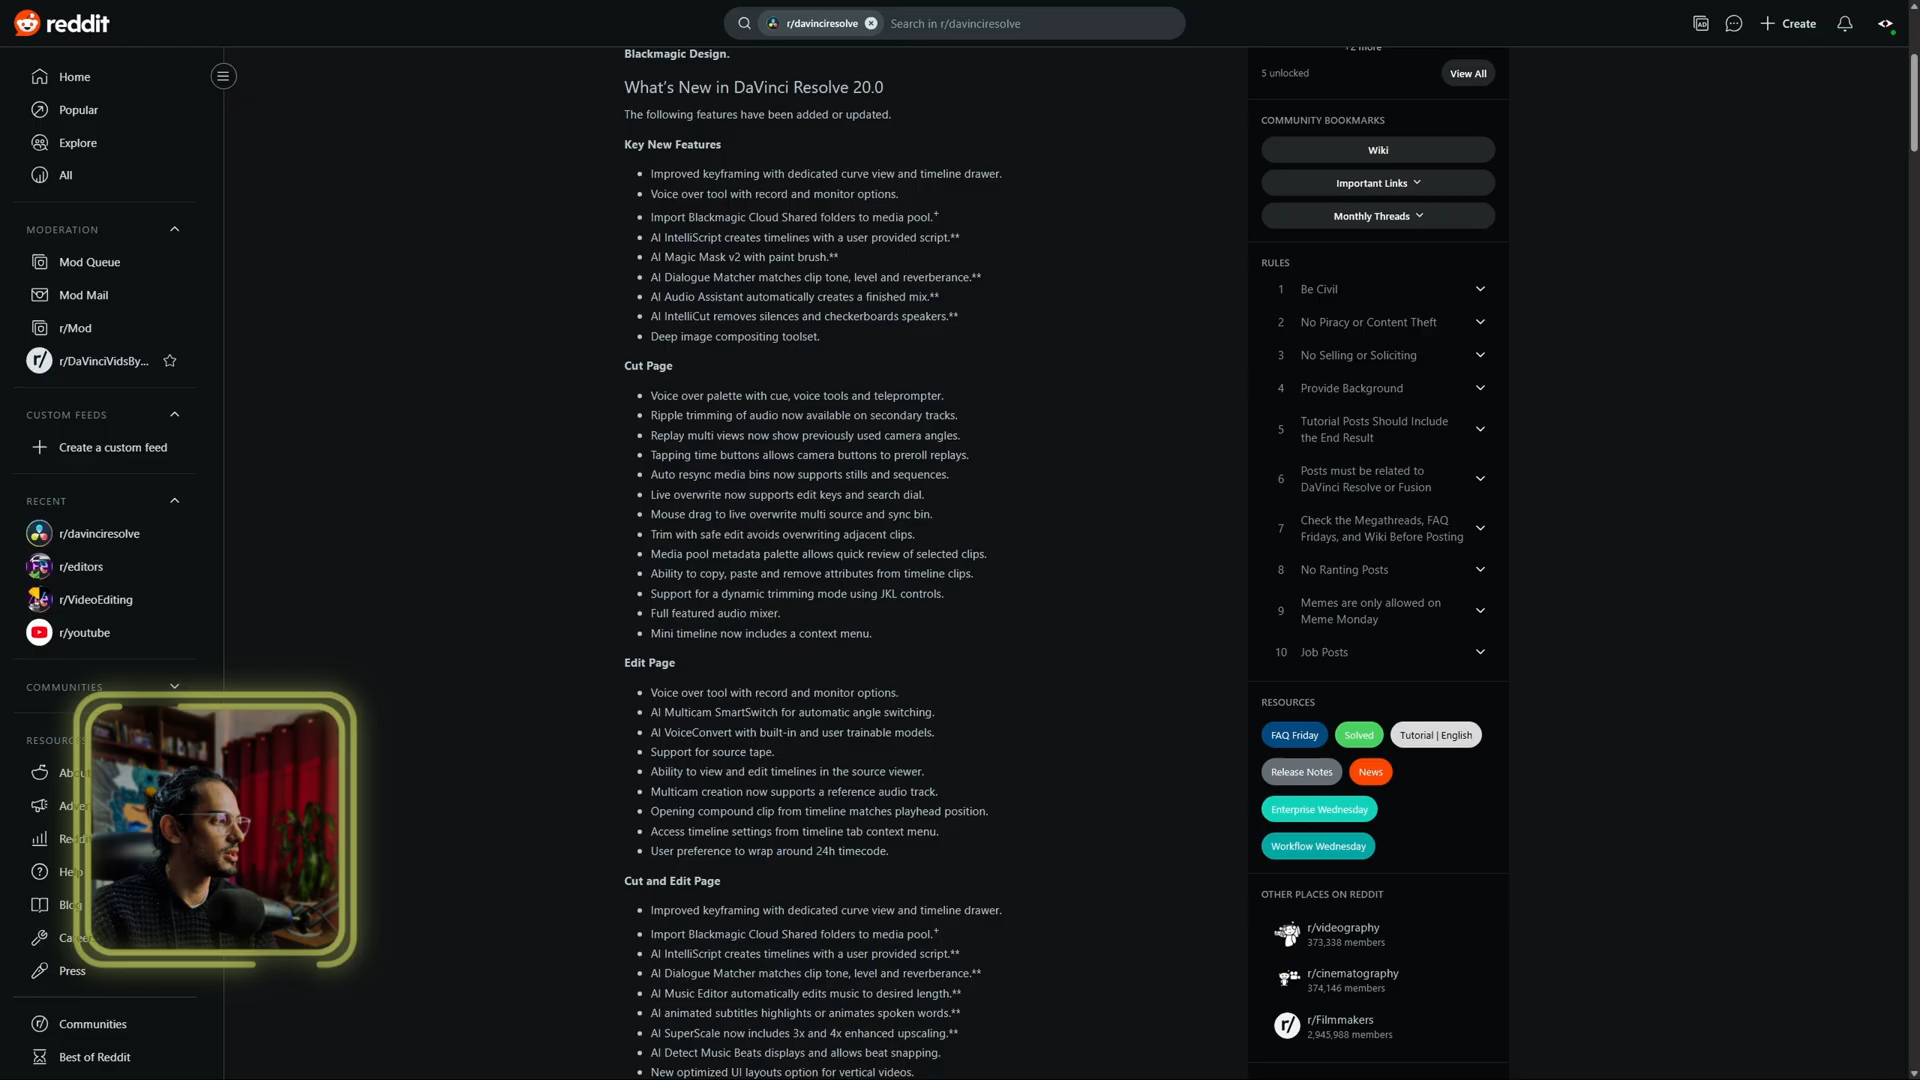 reddit
r/davinciresolve
Search in r/davinciresolve
Create
Home
Popular
Explore
All
MODERATION
Mod Queue
Mod Mail
r/Mod
r/DaVinciVidsBy...
CUSTOM FEEDS
Create a custom feed
RECENT
r/davinciresolve
r/editors
r/VideoEditing
r/youtube
COMMUNITIES
Press
Communities
Best of Reddit
Blackmagic Design.
What's New in DaVinci Resolve 20.0
The following features have been added or updated.
Key New Features
Improved keyframing with dedicated curve view and timeline drawer.
Voice over tool with record and monitor options.
Import Blackmagic Cloud Shared folders to media pool.+
AI IntelliScript creates timelines with a user provided script.**
AI Magic Mask v2 with paint brush.**
AI Dialogue Matcher matches clip tone, level and reverberance.**
AI Audio Assistant automatically creates a finished mix.**
AI IntelliCut removes silences and checkerboards speakers.**
Deep image compositing toolset.
Cut Page
Voice over palette with cue, voice tools and teleprompter.
Ripple trimming of audio now available on secondary tracks.
Replay multi views now show previously used camera angles.
Tapping time buttons allows camera buttons to preroll replays.
Auto resync media bins now supports stills and sequences.
Live overwrite now supports edit keys and search dial.
Mouse drag to live overwrite multi source and sync bin.
Trim with safe edit avoids overwriting adjacent clips.
Media pool metadata palette allows quick review of selected clips.
Ability to copy, paste and remove attributes from timeline clips.
Support for a dynamic trimming mode using JKL controls.
Full featured audio mixer.
Mini timeline now includes a context menu.
Edit Page
Voice over tool with record and monitor options.
AI Multicam SmartSwitch for automatic angle switching.
AI VoiceConvert with built-in and user trainable models.
Support for source tape.
Ability to view and edit timelines in the source viewer.
Multicam creation now supports a reference audio track.
Opening compound clip from timeline matches playhead position.
Access timeline settings from timeline tab context menu.
User preference to wrap around 24h timecode.
Cut and Edit Page
Improved keyframing with dedicated curve view and timeline drawer.
Import Blackmagic Cloud Shared folders to media pool.+
AI IntelliScript creates timelines with a user provided script.**
AI Dialogue Matcher matches clip tone, level and reverberance.**
AI Music Editor automatically edits music to desired length.**
AI animated subtitles highlights or animates spoken words.**
AI SuperScale now includes 3x and 4x enhanced upscaling.**
AI Detect Music Beats displays and allows beat snapping.
New optimized UI layouts option for vertical videos.
+2 more
5 unlocked
View All
COMMUNITY BOOKMARKS
Wiki
Important Links
Monthly Threads
RULES
1 Be Civil
2 No Piracy or Content Theft
3 No Selling or Soliciting
4 Provide Background
5 Tutorial Posts Should Include
the End Result
6 Posts must be related to
DaVinci Resolve or Fusion
7 Check the Megathreads, FAQ
Fridays, and Wiki Before Posting
8 No Ranting Posts
9 Memes are only allowed on
Meme Monday
10 Job Posts
RESOURCES
FAQ Friday
Solved
Tutorial | English
Release Notes
News
Enterprise Wednesday
Workflow Wednesday
OTHER PLACES ON REDDIT
r/videography
373,338 members
r/cinematography
374,146 members
r/Filmmakers
2,945,988 members